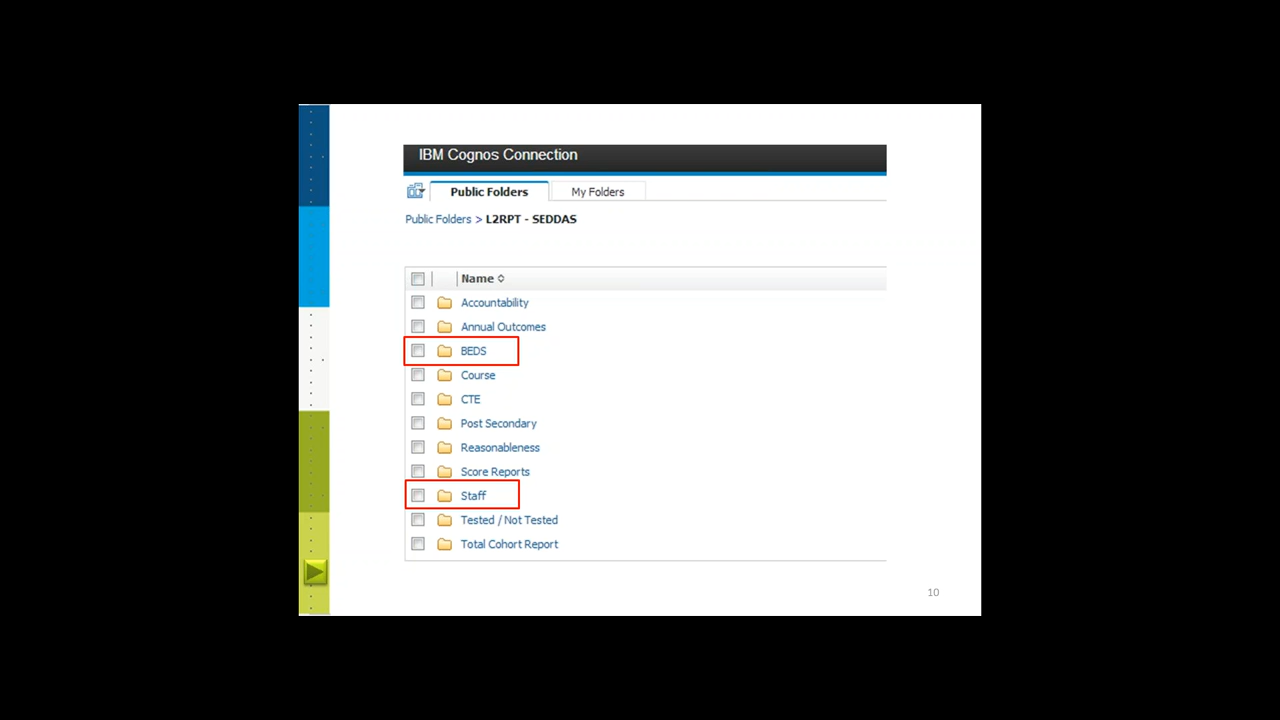 IBM Cognos Connection
Public Folders My Folders
Public Folders > L2RPT - SEDDAS
Name
Accountability
Annual Outcomes
BEDS
Course
CTE
Post Secondary
Reasonableness
Score Reports
Staff
Tested / Not Tested
Total Cohort Report
10